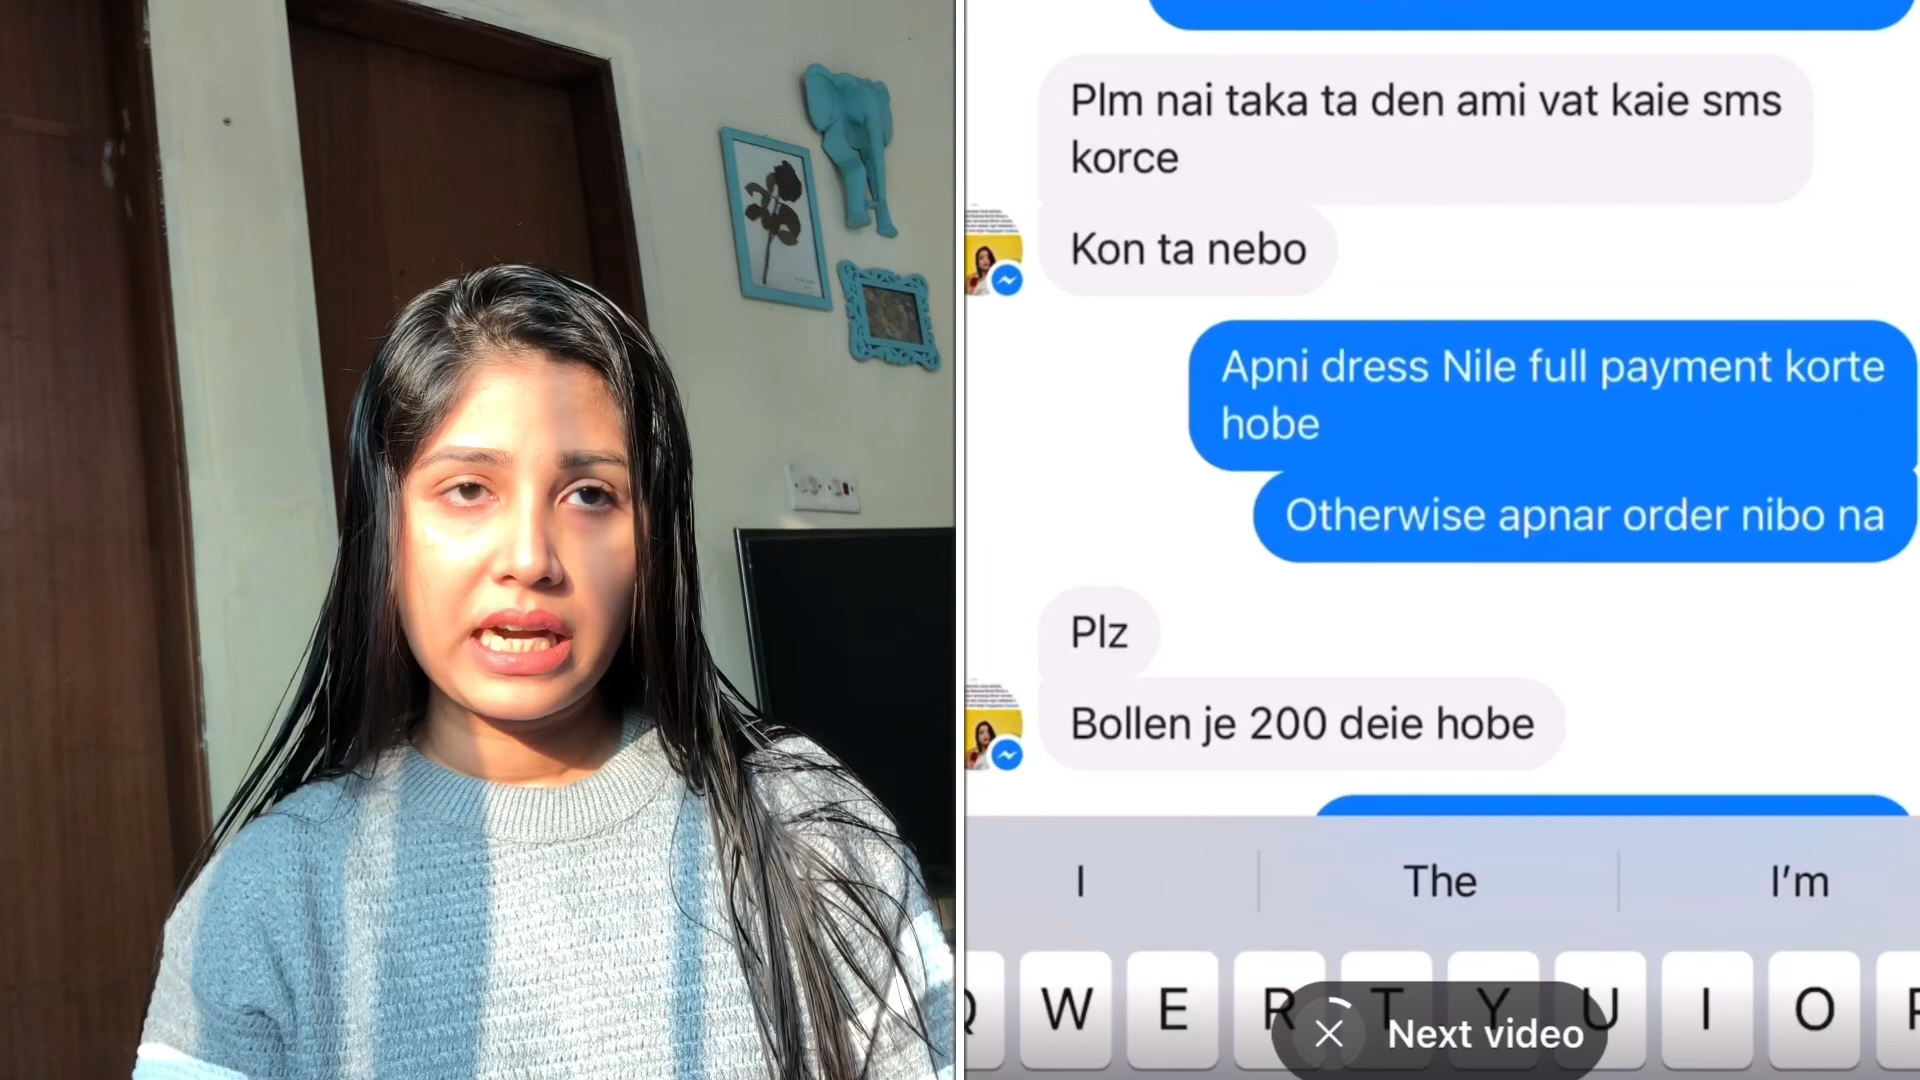 Plm nai taka ta den ami vat kaie sms
korce
Kon ta nebo
Apni dress Nile full payment korte
hobe
Otherwise apnar order nibo na
Plz
Bollen je 200 deie hobe
I The I'm
Q W E R T Y U I O P
Next video